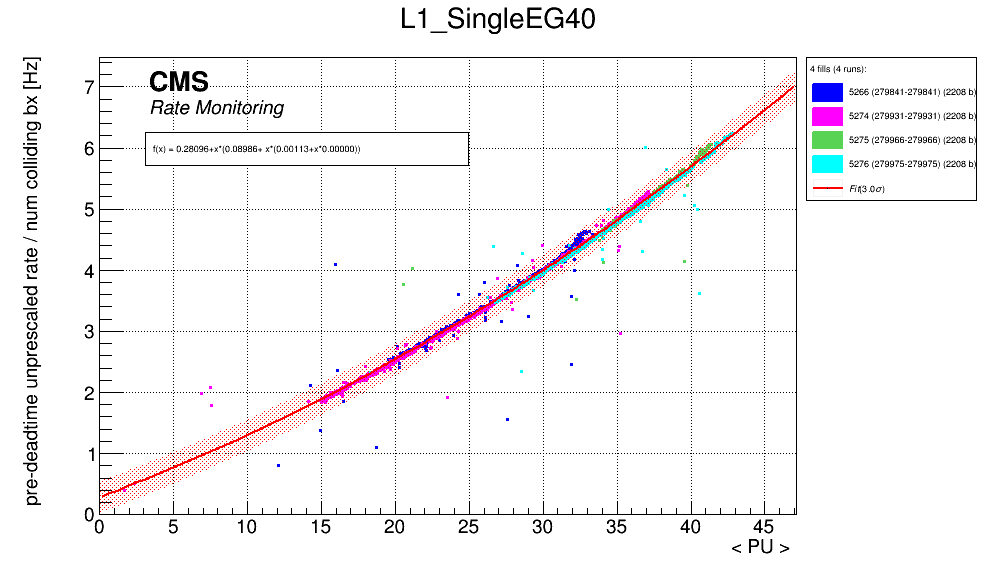 L1_SingleEG40
pre-deadtime unprescaled rate / num colliding bx [Hz]
CMS
Rate Monitoring
f(x) = 0.28096+x*(0.08986+ x*(0.00113+x*0.00000))
7
6
5
4
3
2
1
0
0 5 10 15 20 25 30 35 40 45
< PU >
4 fills (4 runs):
5266 (279841-279841) (2208 b)
5274 (279931-279931) (2208 b)
5275 (279966-279966) (2208 b)
5276 (279975-279975) (2208 b)
Fit(3.0σ)